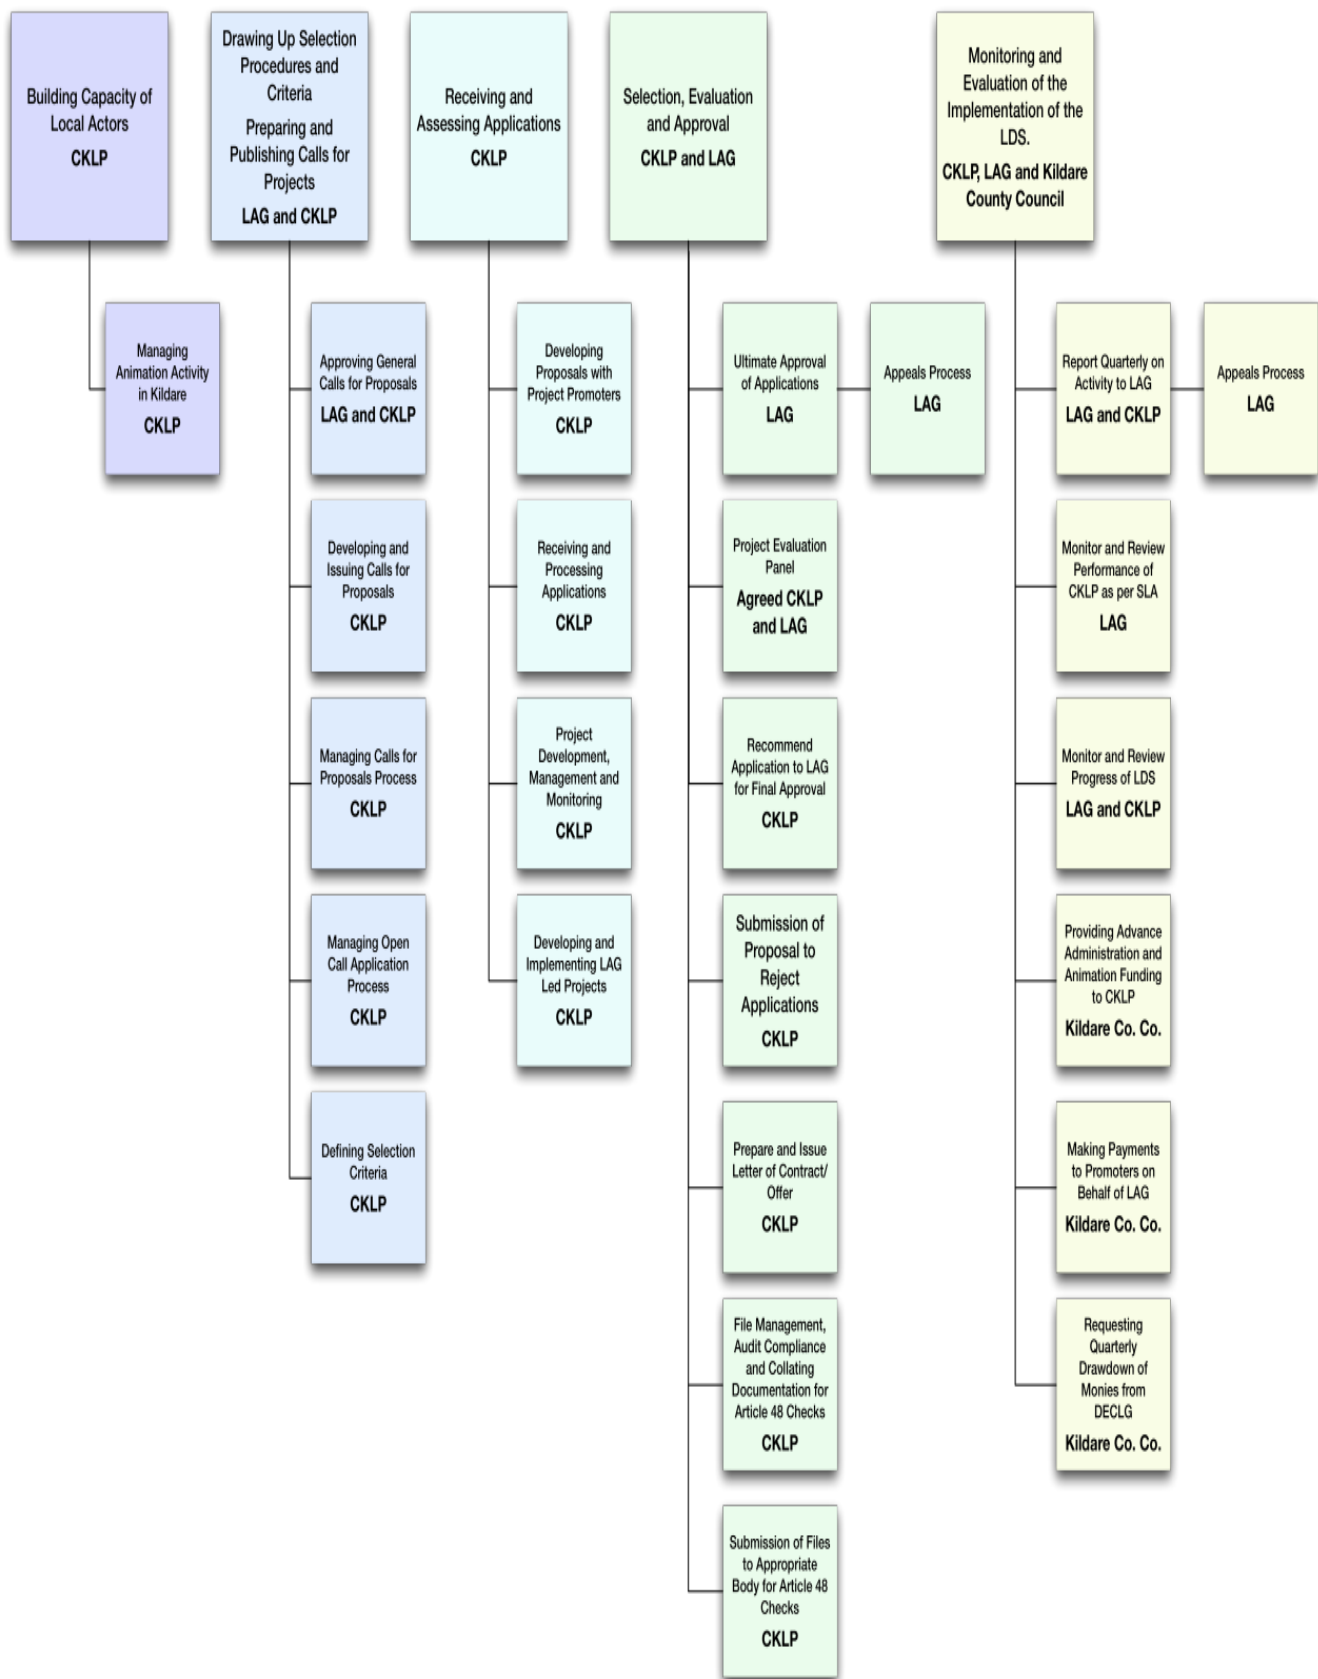 Building Capacity of
Local Actors
CKLP
Managing
Animation Activity
in Kildare
CKLP
Drawing Up Selection
Procedures and
Criteria
Preparing and
Publishing Calls for
Projects
LAG and CKLP
Approving General
Calls for Proposals
LAG and CKLP
Developing and
Issuing Calls for
Proposals
CKLP
Managing Calls for
Proposals Process
CKLP
Managing Open
Call Application
Process
CKLP
Defining Selection
Criteria
CKLP
Receiving and
Assessing Applications
CKLP
Developing
Proposals with
Project Promoters
CKLP
Receiving and
Processing
Applications
CKLP
Project
Development,
Management and
Monitoring
CKLP
Developing and
Implementing LAG
Led Projects
CKLP
Selection, Evaluation
and Approval
CKLP and LAG
Ultimate Approval
of Applications
LAG
Appeals Process
LAG
Project Evaluation
Panel
Agreed CKLP
and LAG
Recommend
Application to LAG
for Final Approval
CKLP
Submission of
Proposal to
Reject
Applications
CKLP
Prepare and Issue
Letter of Contract/
Offer
CKLP
File Management,
Audit Compliance
and Collating
Documentation for
Article 48 Checks
CKLP
Submission of Files
to Appropriate
Body for Article 48
Checks
CKLP
Monitoring and
Evaluation of the
Implementation of the
LDS.
CKLP, LAG and Kildare
County Council
Report Quarterly on
Activity to LAG
LAG and CKLP
Appeals Process
LAG
Monitor and Review
Performance of
CKLP as per SLA
LAG
Monitor and Review
Progress of LDS
LAG and CKLP
Providing Advance
Administration and
Animation Funding
to CKLP
Kildare Co. Co.
Making Payments
to Promoters on
Behalf of LAG
Kildare Co. Co.
Requesting
Quarterly
Drawdown of
Monies from
DECLG
Kildare Co. Co.